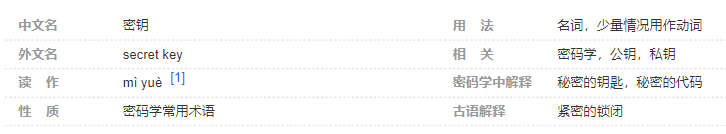 中文名 密钥 用 法 名词，少量情况用作动词
外文名 secret key 相 关 密码学，公钥，私钥
读 作 mì yuè [1] 密码学中解释 秘密的钥匙，秘密的代码
性 质 密码学常用术语 古语解释 紧密的锁闭